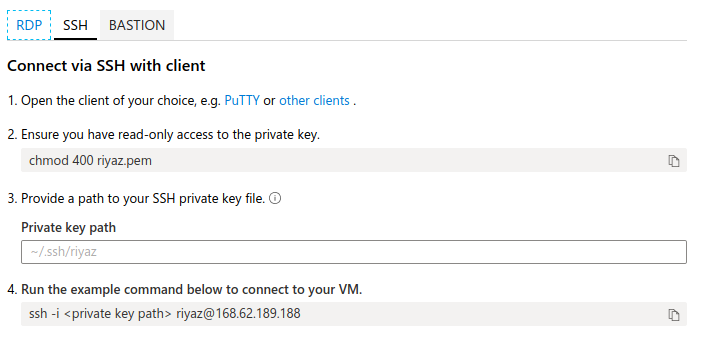 RDP SSH BASTION
Connect via SSH with client
1. Open the client of your choice, e.g. PuTTY or other clients .
2. Ensure you have read-only access to the private key.
chmod 400 riyaz.pem
3. Provide a path to your SSH private key file.
Private key path
~/.ssh/riyaz
4. Run the example command below to connect to your VM.
ssh -i <private key path> riyaz@168.62.189.188